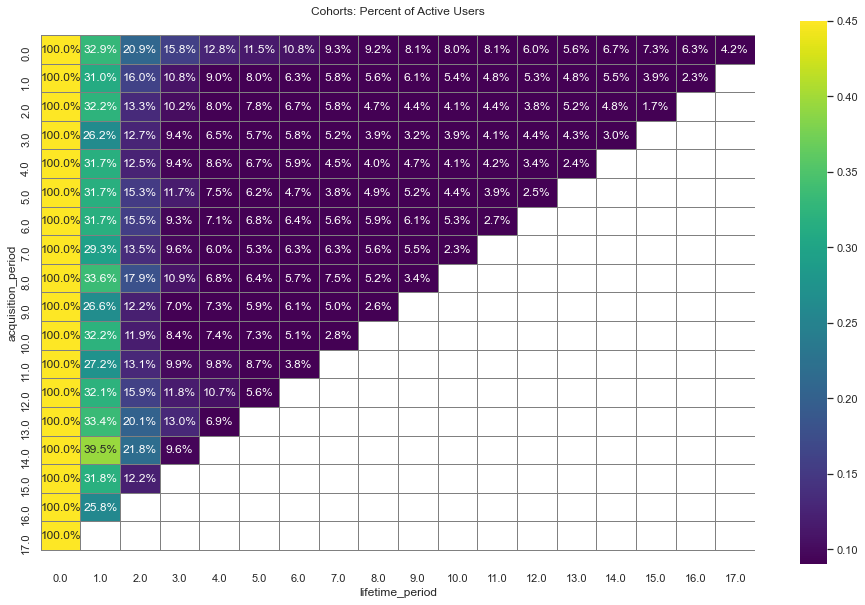 Cohorts: Percent of Active Users
0.0 100.0% 32.9% 20.9% 15.8% 12.8% 11.5% 10.8% 9.3% 9.2% 8.1% 8.0% 8.1% 6.0% 5.6% 6.7% 7.3% 6.3% 4.2%
1.0 100.0% 31.0% 16.0% 10.8% 9.0% 8.0% 6.3% 5.8% 5.6% 6.1% 5.4% 4.8% 5.3% 4.8% 5.5% 3.9% 2.3%
2.0 100.0% 32.2% 13.3% 10.2% 8.0% 7.8% 6.7% 5.8% 4.7% 4.4% 4.1% 4.4% 3.8% 5.2% 4.8% 1.7%
3.0 100.0% 26.2% 12.7% 9.4% 6.5% 5.7% 5.8% 5.2% 3.9% 3.2% 3.9% 4.1% 4.4% 4.3% 3.0%
4.0 100.0% 31.7% 12.5% 9.4% 8.6% 6.7% 5.9% 4.5% 4.0% 4.7% 4.1% 4.2% 3.4% 2.4%
5.0 100.0% 31.7% 15.3% 11.7% 7.5% 6.2% 4.7% 3.8% 4.9% 5.2% 4.4% 3.9% 2.5%
6.0 100.0% 31.7% 15.5% 9.3% 7.1% 6.8% 6.4% 5.6% 5.9% 6.1% 5.3% 2.7%
7.0 100.0% 29.3% 13.5% 9.6% 6.0% 5.3% 6.3% 6.3% 5.6% 5.5% 2.3%
8.0 100.0% 33.6% 17.9% 10.9% 6.8% 6.4% 5.7% 7.5% 5.2% 3.4%
9.0 100.0% 26.6% 12.2% 7.0% 7.3% 5.9% 6.1% 5.0% 2.6%
10.0 100.0% 32.2% 11.9% 8.4% 7.4% 7.3% 5.1% 2.8%
11.0 100.0% 27.2% 13.1% 9.9% 9.8% 8.7% 3.8%
12.0 100.0% 32.1% 15.9% 11.8% 10.7% 5.6%
13.0 100.0% 33.4% 20.1% 13.0% 6.9%
14.0 100.0% 39.5% 21.8% 9.6%
15.0 100.0% 31.8% 12.2%
16.0 100.0% 25.8%
17.0 100.0%
acquisition_period
0.0 1.0 2.0 3.0 4.0 5.0 6.0 7.0 8.0 9.0 10.0 11.0 12.0 13.0 14.0 15.0 16.0 17.0
lifetime_period
0.45
0.40
0.35
0.30
0.25
0.20
0.15
0.10